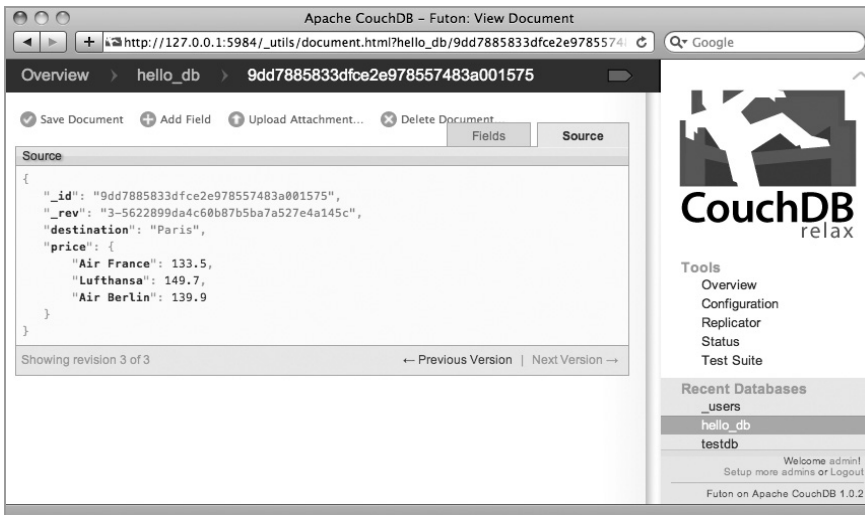 Apache CouchDB – Futon: View Document
http://127.0.0.1:5984/_utils/document.html?hello_db/9dd7885833dfce2e9785574
Google
Overview hello_db 9dd7885833dfce2e978557483a001575
Save Document Add Field Upload Attachment... Delete Document...
Fields Source
Source
{
"_id": "9dd7885833dfce2e978557483a001575",
"_rev": "3-5622899da4c60b87b5ba7a527e4a145c",
"destination": "Paris",
"price": {
"Air France": 133.5,
"Lufthansa": 149.7,
"Air Berlin": 139.9
}
}
Showing revision 3 of 3 ← Previous Version | Next Version →
CouchDB
relax
Tools
Overview
Configuration
Replicator
Status
Test Suite
Recent Databases
_users
hello_db
testdb
Welcome admin!
Setup more admins or Logout
Futon on Apache CouchDB 1.0.2